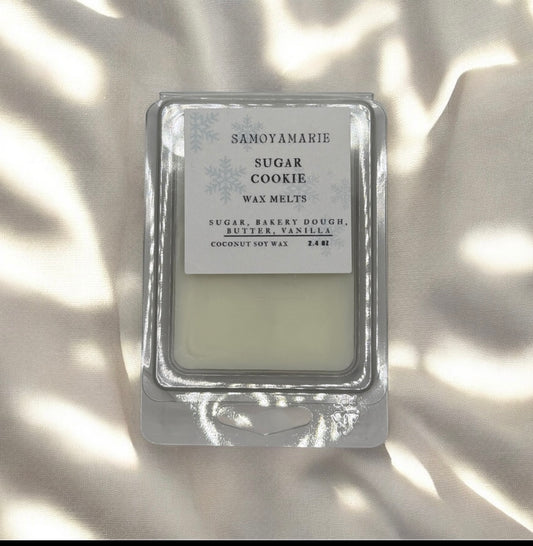 SAMOYAMARIE
SUGAR
COOKIE
WAX MELTS
SUGAR, BAKERY DOUGH,
BUTTER, VANILLA
COCONUT SOY WAX 2.4 OZ